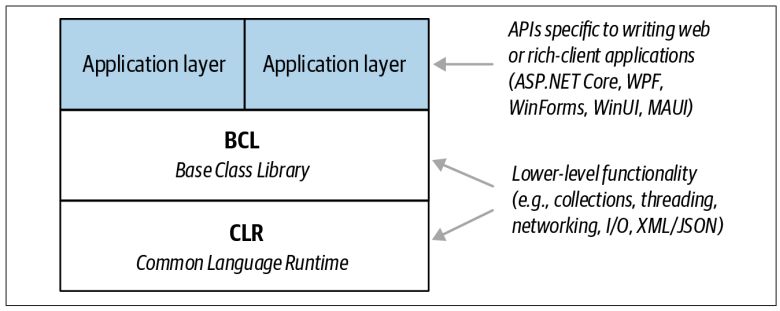 Application layer
Application layer
APIs specific to writing web
or rich-client applications
(ASP.NET Core, WPF,
WinForms, WinUI, MAUI)
BCL
Base Class Library
Lower-level functionality
(e.g., collections, threading,
networking, I/O, XML/JSON)
CLR
Common Language Runtime